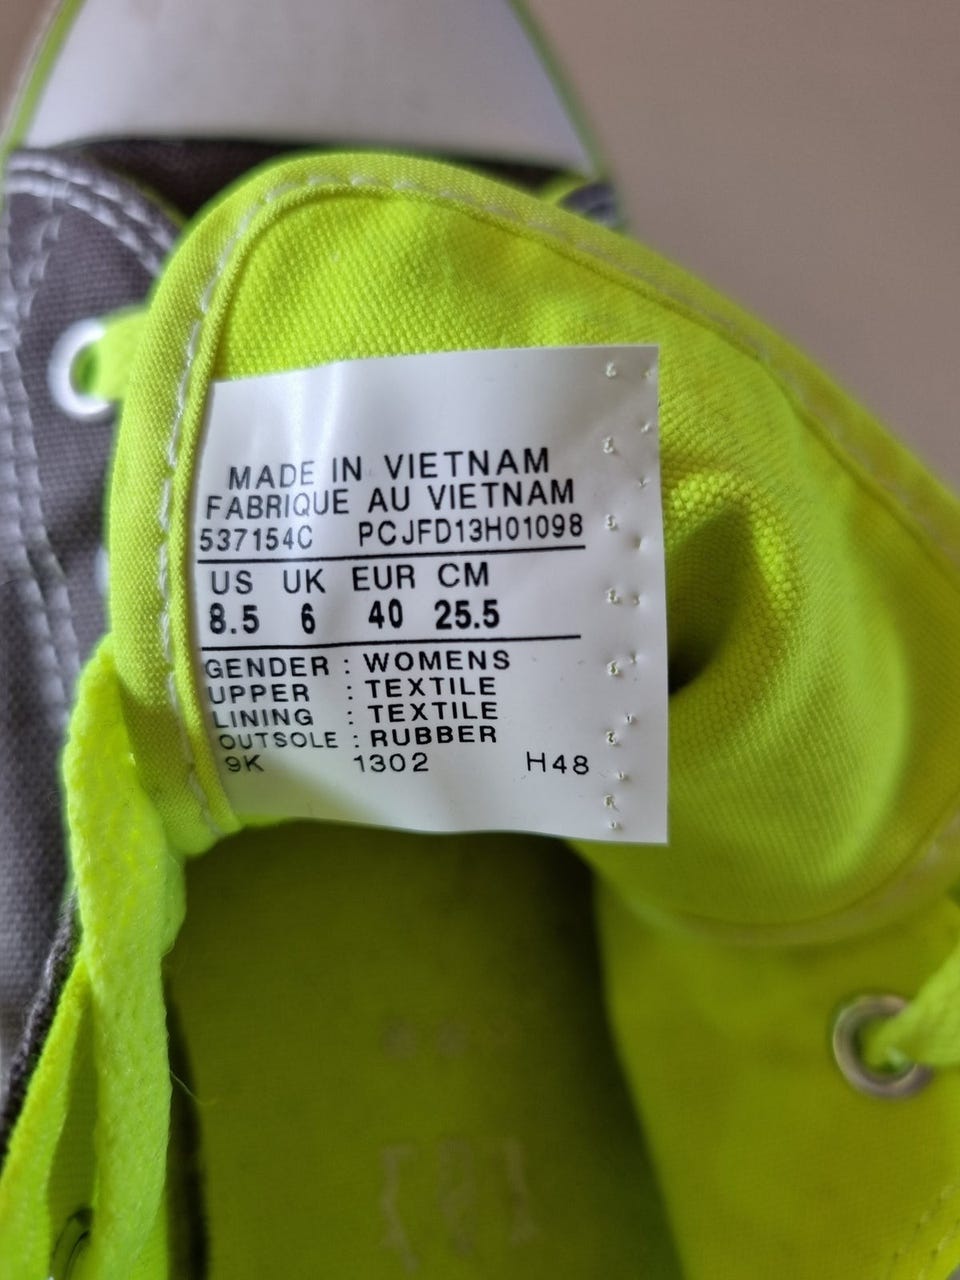 MADE IN VIETNAM
FABRIQUE AU VIETNAM
537154C PCJFD13H01098
US UK EUR CM
8.5 6 40 25.5
GENDER : WOMENS
UPPER : TEXTILE
LINING : TEXTILE
OUTSOLE : RUBBER
9K 1302 H48